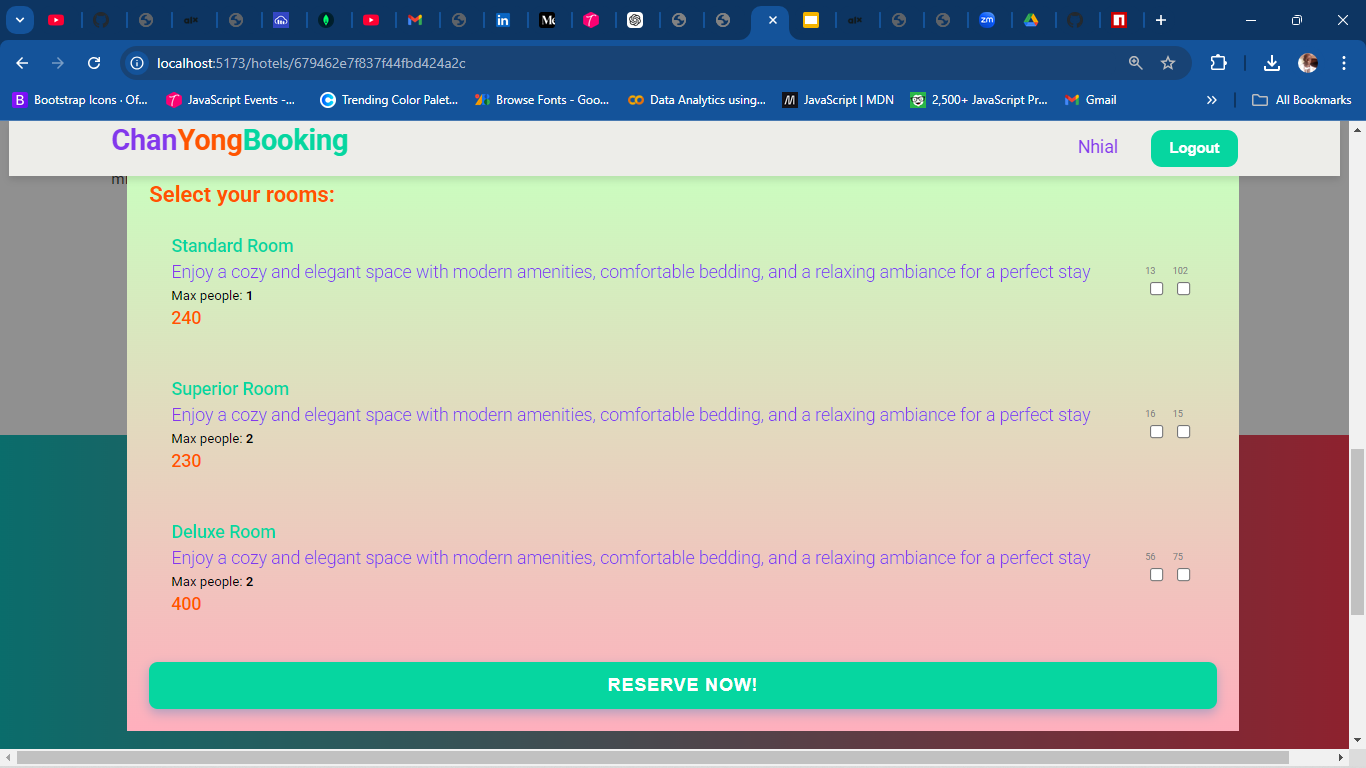 localhost:5173/hotels/679462e7f837f44fbd424a2c
Bootstrap Icons · Of... JavaScript Events -... Trending Color Palet... Browse Fonts - Goo... Data Analytics using... JavaScript | MDN 2,500+ JavaScript Pr... Gmail » All Bookmarks
ChanYongBooking Nhial Logout
Select your rooms:
Standard Room
Enjoy a cozy and elegant space with modern amenities, comfortable bedding, and a relaxing ambiance for a perfect stay 13 102
Max people: 1
240
Superior Room
Enjoy a cozy and elegant space with modern amenities, comfortable bedding, and a relaxing ambiance for a perfect stay 16 15
Max people: 2
230
Deluxe Room
Enjoy a cozy and elegant space with modern amenities, comfortable bedding, and a relaxing ambiance for a perfect stay 56 75
Max people: 2
400
RESERVE NOW!